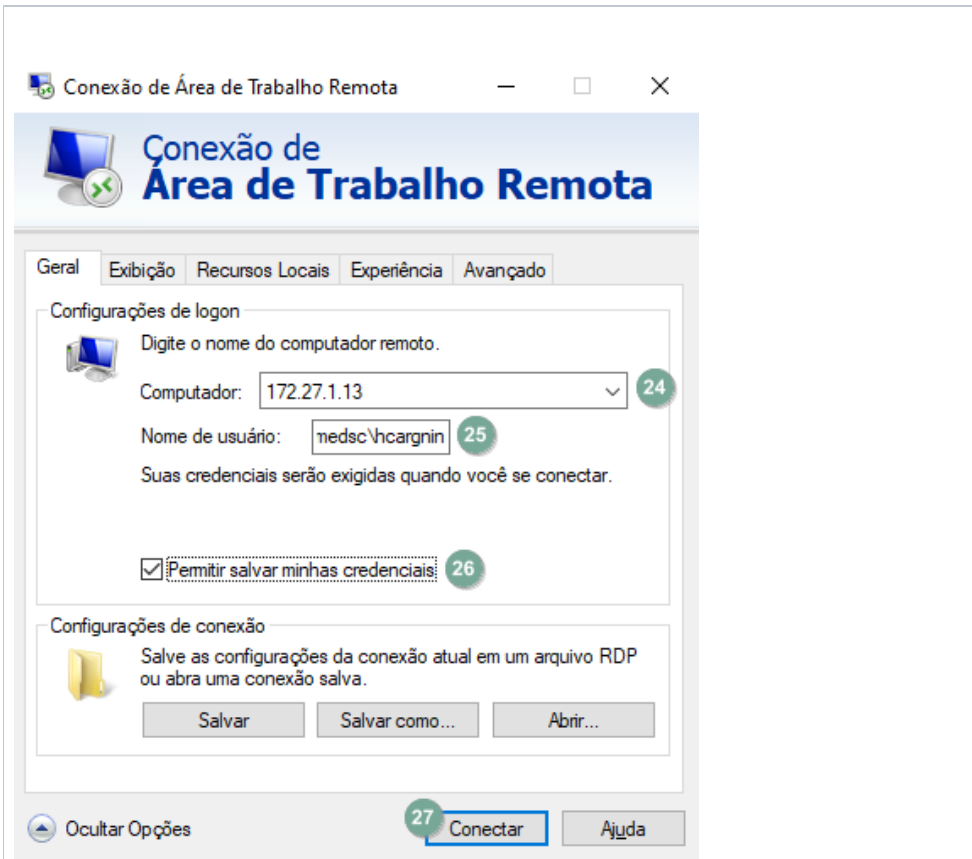 Conexão de Área de Trabalho Remota
Conexão de
Área de Trabalho Remota
Geral Exibição Recursos Locais Experiência Avançado
Configurações de logon
Digite o nome do computador remoto.
Computador: 172.27.1.13 24
Nome de usuário: medsc\hcargnin 25
Suas credenciais serão exigidas quando você se conectar.
Permitir salvar minhas credenciais 26
Configurações de conexão
Salve as configurações da conexão atual em um arquivo RDP
ou abra uma conexão salva.
Salvar Salvar como... Abrir...
Ocultar Opções 27 Conectar Ajuda